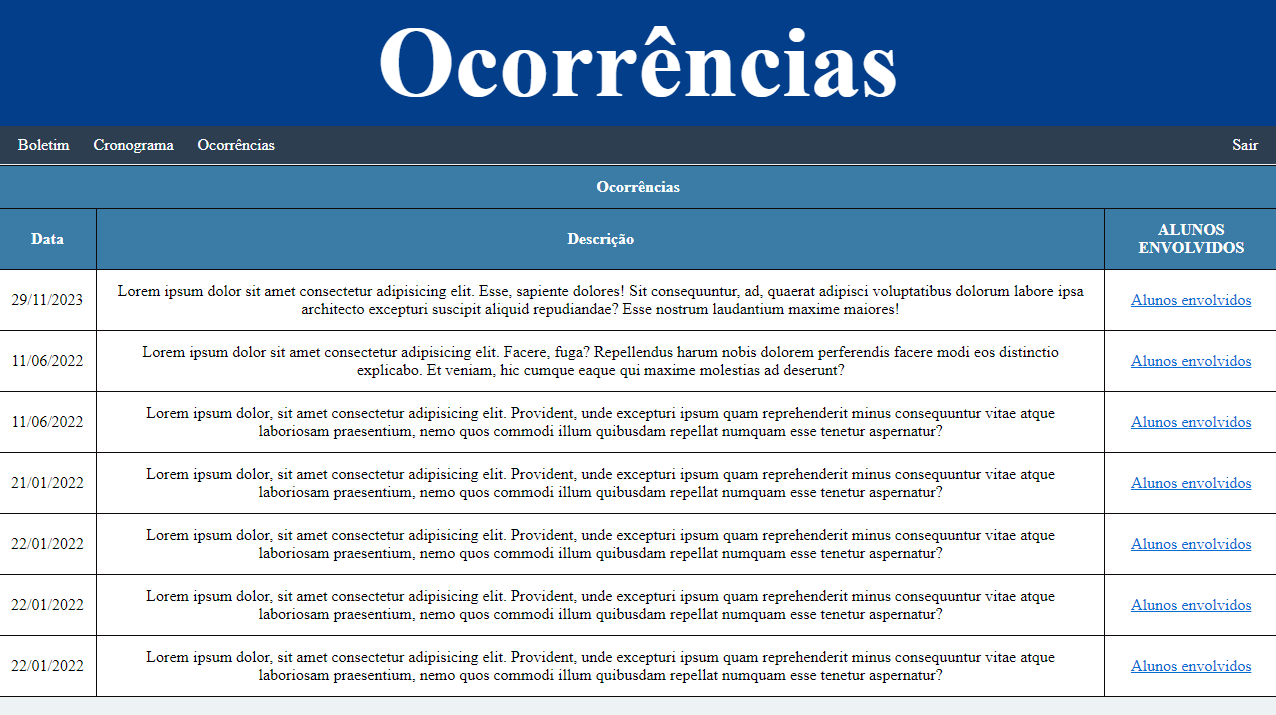 Ocorrências
Boletim Cronograma Ocorrências Sair
Ocorrências
Data Descrição ALUNOS
ENVOLVIDOS
29/11/2023 Lorem ipsum dolor sit amet consectetur adipisicing elit. Esse, sapiente dolores! Sit consequuntur, ad, quaerat adipisci voluptatibus dolorum labore ipsa
architecto excepturi suscipit aliquid repudiandae? Esse nostrum laudantium maxime maiores! Alunos envolvidos
11/06/2022 Lorem ipsum dolor sit amet consectetur adipisicing elit. Facere, fuga? Repellendus harum nobis dolorem perferendis facere modi eos distinctio
explicabo. Et veniam, hic cumque eaque qui maxime molestias ad deserunt? Alunos envolvidos
11/06/2022 Lorem ipsum dolor, sit amet consectetur adipisicing elit. Provident, unde excepturi ipsum quam reprehenderit minus consequuntur vitae atque
laboriosam praesentium, nemo quos commodi illum quibusdam repellat numquam esse tenetur aspernatur? Alunos envolvidos
21/01/2022 Lorem ipsum dolor, sit amet consectetur adipisicing elit. Provident, unde excepturi ipsum quam reprehenderit minus consequuntur vitae atque
laboriosam praesentium, nemo quos commodi illum quibusdam repellat numquam esse tenetur aspernatur? Alunos envolvidos
22/01/2022 Lorem ipsum dolor, sit amet consectetur adipisicing elit. Provident, unde excepturi ipsum quam reprehenderit minus consequuntur vitae atque
laboriosam praesentium, nemo quos commodi illum quibusdam repellat numquam esse tenetur aspernatur? Alunos envolvidos
22/01/2022 Lorem ipsum dolor, sit amet consectetur adipisicing elit. Provident, unde excepturi ipsum quam reprehenderit minus consequuntur vitae atque
laboriosam praesentium, nemo quos commodi illum quibusdam repellat numquam esse tenetur aspernatur? Alunos envolvidos
22/01/2022 Lorem ipsum dolor, sit amet consectetur adipisicing elit. Provident, unde excepturi ipsum quam reprehenderit minus consequuntur vitae atque
laboriosam praesentium, nemo quos commodi illum quibusdam repellat numquam esse tenetur aspernatur? Alunos envolvidos